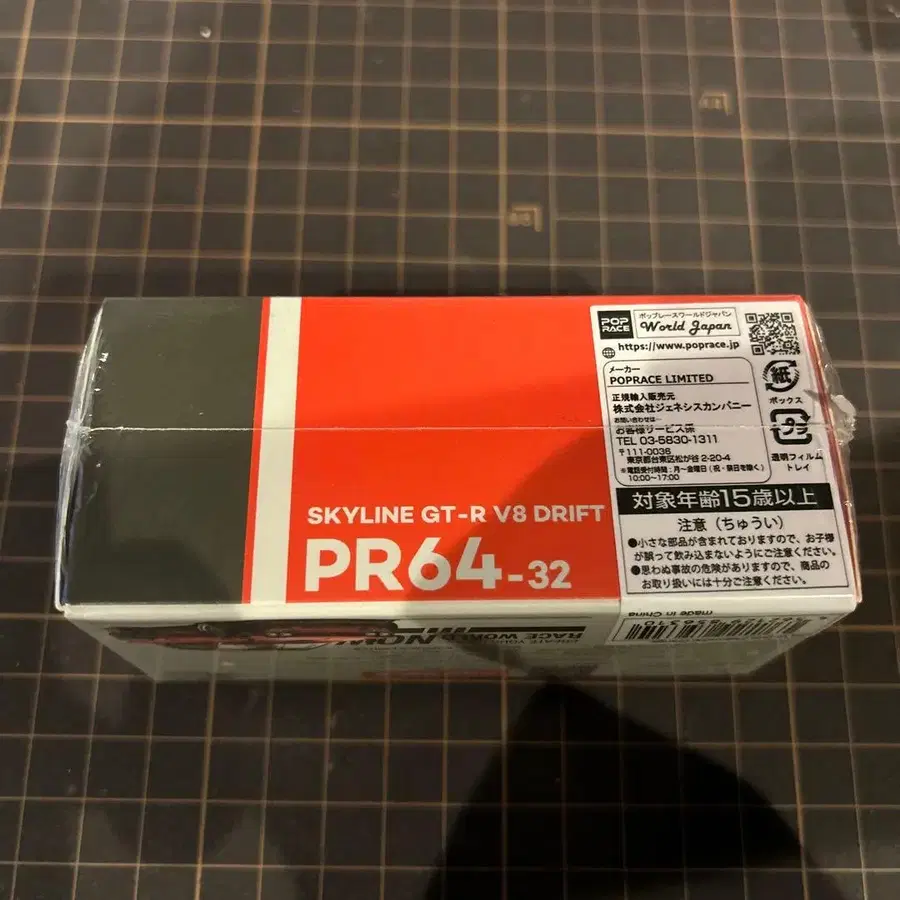 SKYLINE GT-R V8 DRIFT
PR64-32
POP
RACE
ポップレースワールドジャパン
World Japan
https://www.poprace.jp
メーカー
POPRACE LIMITED
正規輸入販売元
株式会社ジェネシスカンパニー
お問い合わせは…
お客様サービス係
TEL 03-5830-1311
〒111-0036
東京都台東区松が谷 2-20-4
※電話受付時間：月〜金曜日（祝・祭日を除く）
10:00〜17:00
紙
ボックス
プラ
透明フィルム
トレイ
対象年齢15歳以上
注意（ちゅうい）
●小さな部品が含まれておりますので、お子様
が誤って飲み込まないようにご注意ください。
●思わぬ事故の危険がありますので、商品の
お取り扱いには十分ご注意ください。
made in China
RACE WORLD NOW